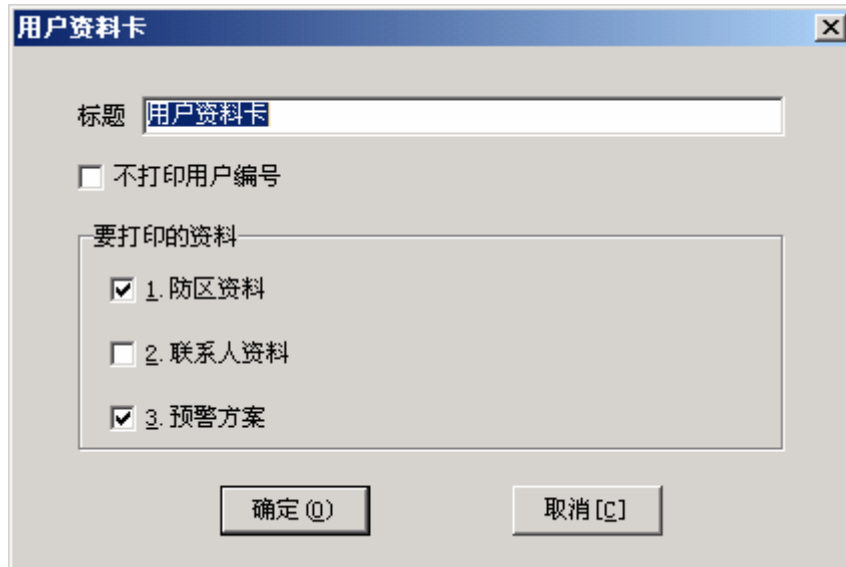 用户资料卡
标题 用户资料卡
不打印用户编号
要打印的资料
1. 防区资料
2. 联系人资料
3. 预警方案
确定(O) 取消[C]